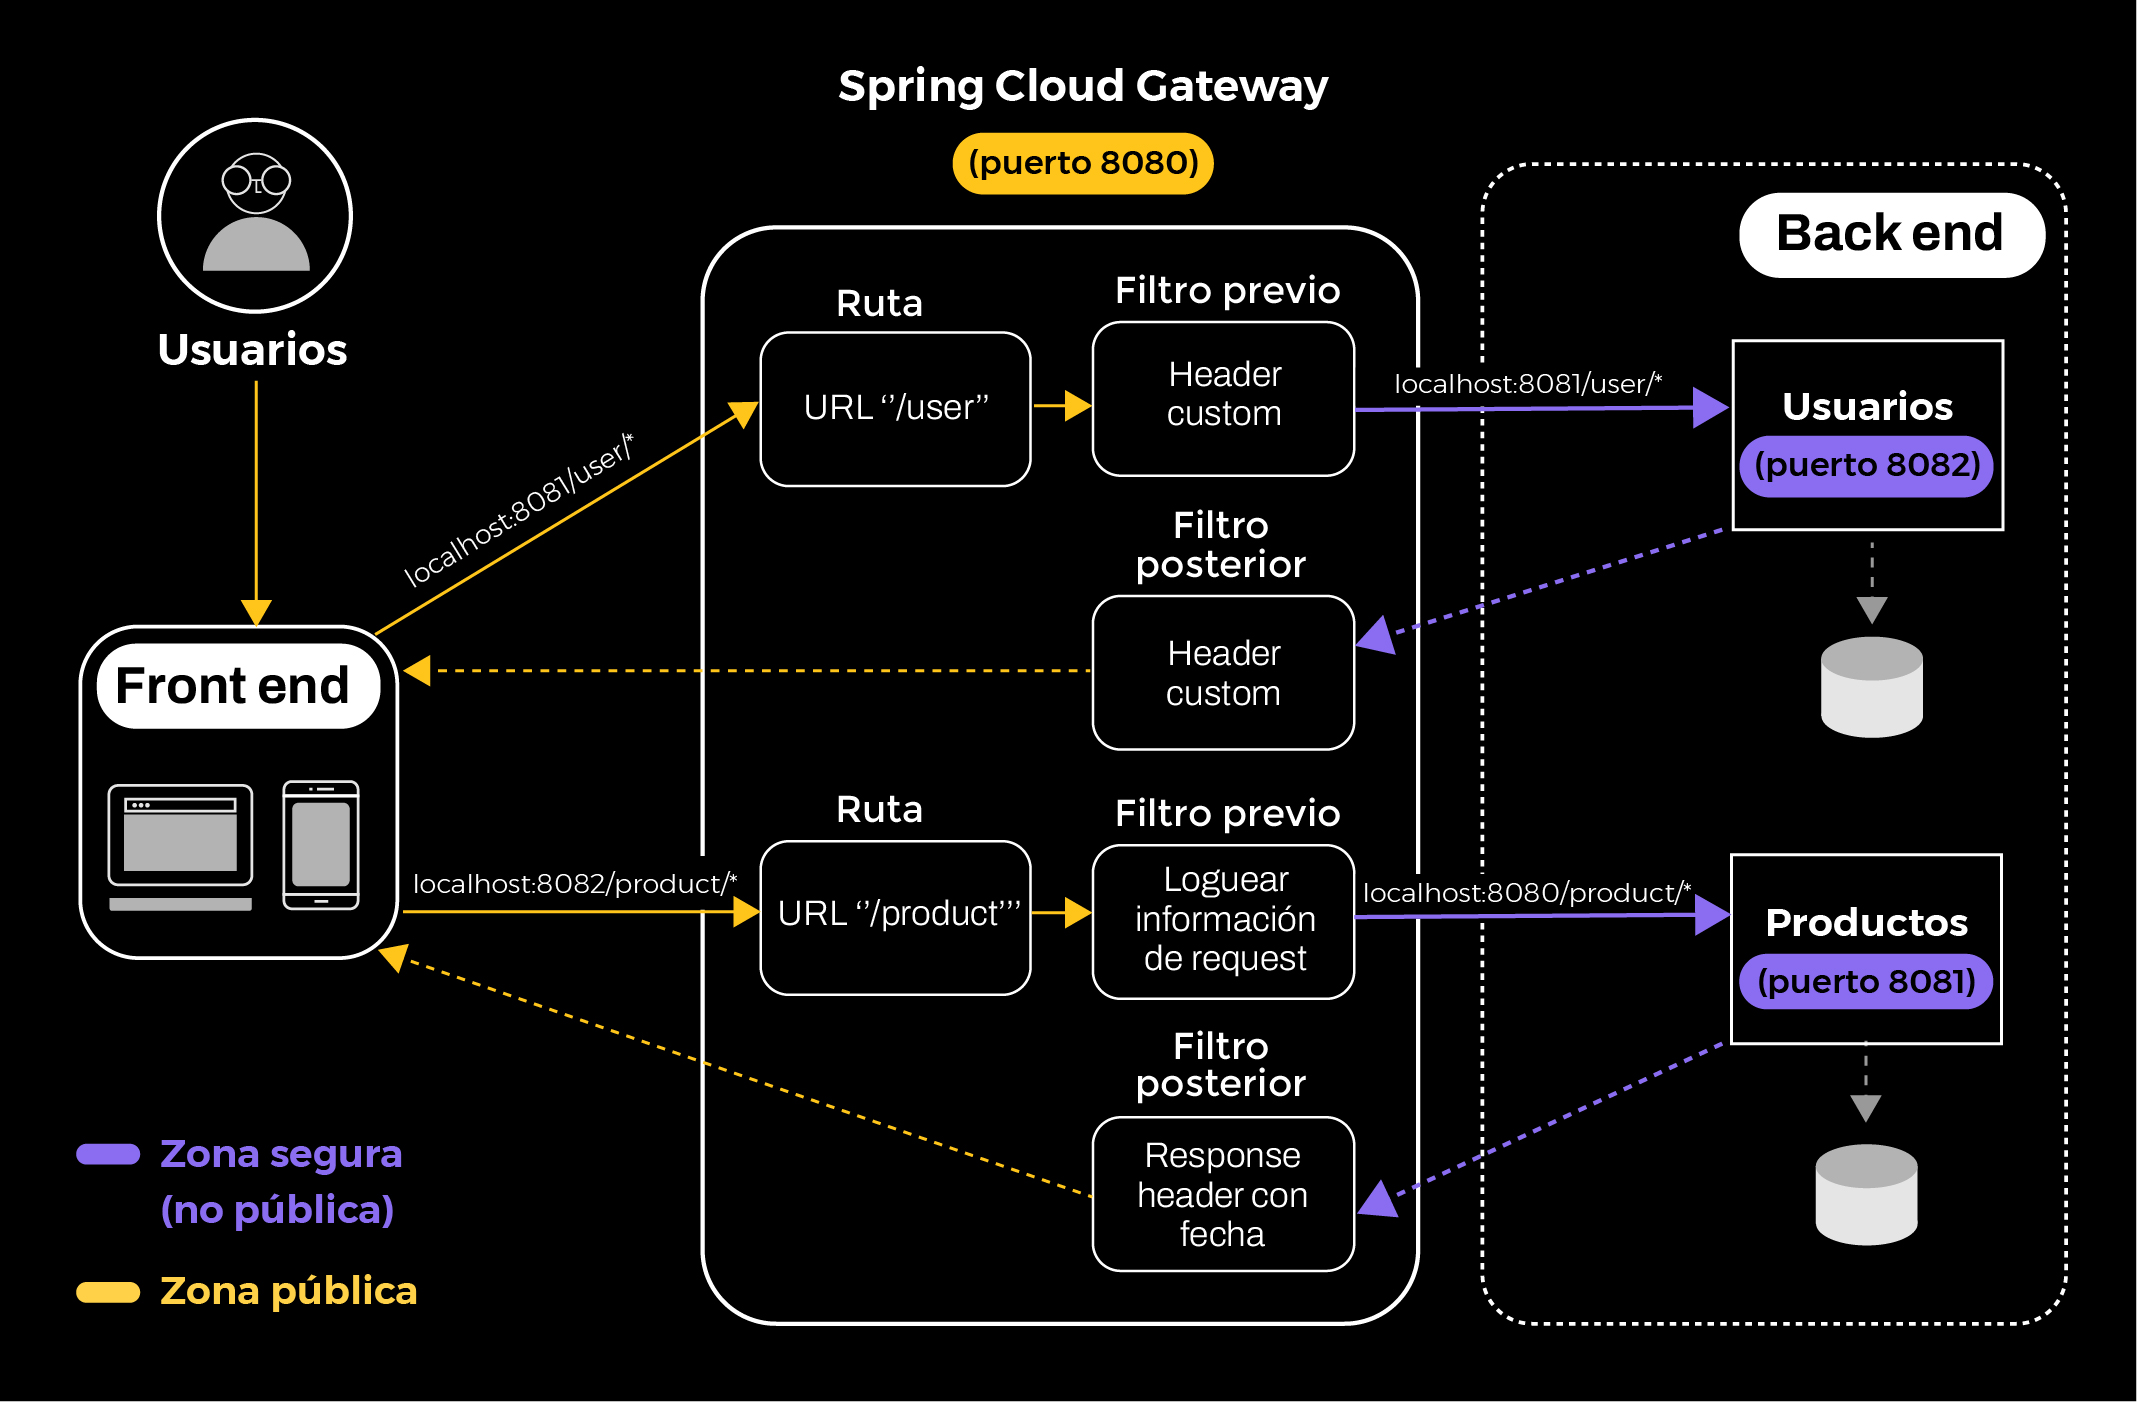 Spring Cloud Gateway
(puerto 8080)
Usuarios
Front end
localhost:8081/user/*
Ruta
URL ‘’/user’’
Filtro previo
Header
custom
localhost:8081/user/*
Back end
Usuarios
(puerto 8082)
Filtro
posterior
Header
custom
localhost:8082/product/*
Ruta
URL ‘’/product’’’
Filtro previo
Loguear
información
de request
localhost:8080/product/*
Productos
(puerto 8081)
Filtro
posterior
Response
header con
fecha
Zona segura
(no pública)
Zona pública